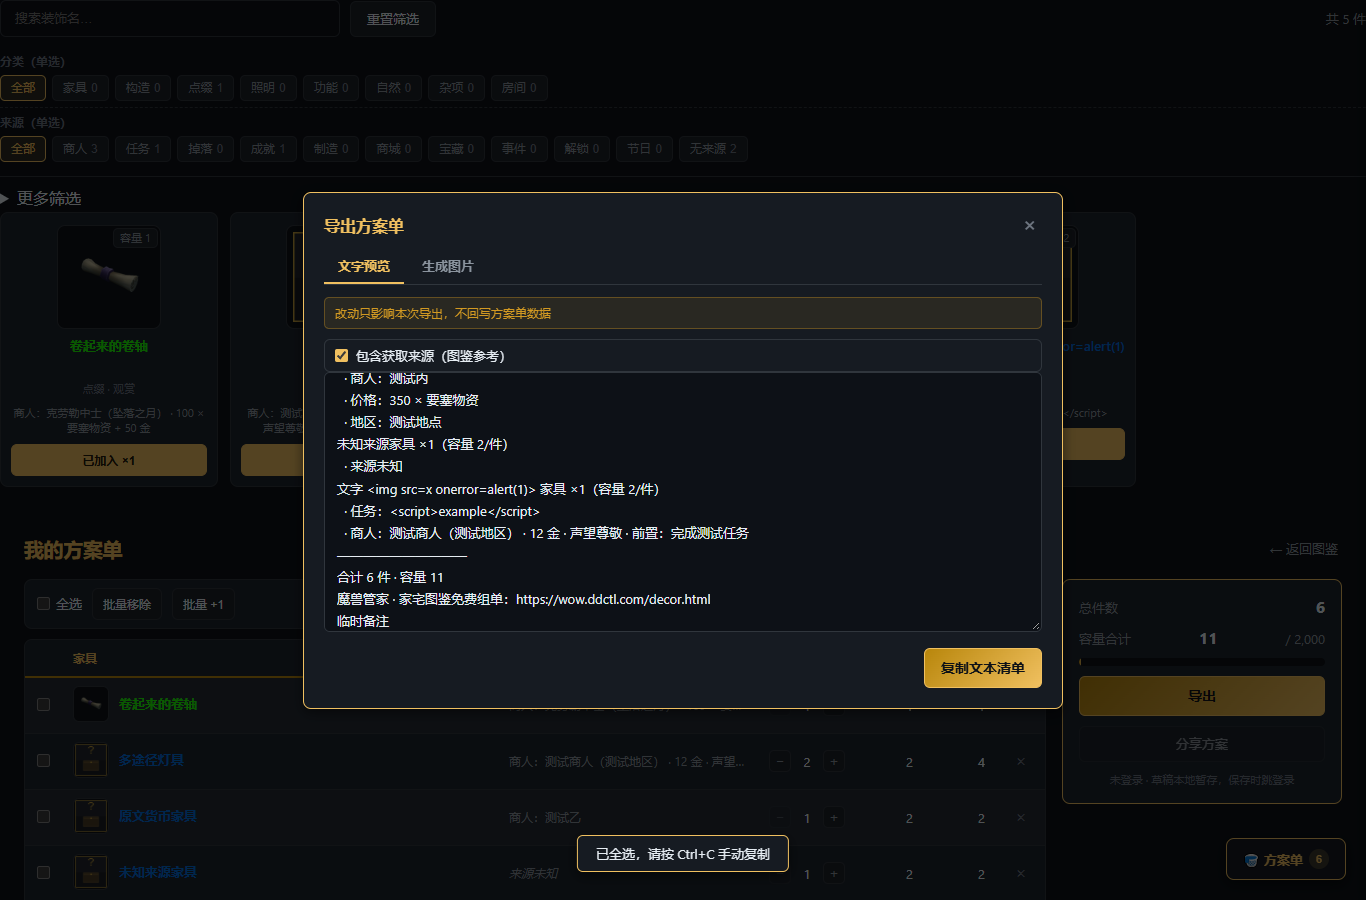 搜索装饰名...
重置筛选
共 5 件
分类（单选）
全部 家具 0 构造 0 点缀 1 照明 0 功能 0 自然 0 杂项 0 房间 0
来源（单选）
全部 商人 3 任务 1 掉落 0 成就 1 制造 0 商城 0 宝藏 0 事件 0 解锁 0 节日 0 无来源 2
更多筛选
容量 1
卷起来的卷轴
点缀 · 观赏
商人：克劳勒中士（坠落之月） · 100 ×
要塞物资 + 50 金
已加入 ×1
商人：测试
声望尊敬
2
or=alert(1)
</script>
导出方案单
×
文字预览 生成图片
改动只影响本次导出，不回写方案单数据
包含获取来源（图鉴参考）
· 商人：测试内
· 价格：350 × 要塞物资
· 地区：测试地点
未知来源家具 ×1（容量 2/件）
· 来源未知
文字 <img src=x onerror=alert(1)> 家具 ×1（容量 2/件）
· 任务：<script>example</script>
· 商人：测试商人（测试地区） · 12 金 · 声望尊敬 · 前置：完成测试任务
——————————
合计 6 件 · 容量 11
魔兽管家 · 家宅图鉴免费组单：https://wow.ddctl.com/decor.html
临时备注
复制文本清单
我的方案单
← 返回图鉴
全选 批量移除 批量 +1
家具
卷起来的卷轴
多途径灯具 商人：测试商人（测试地区） · 12 金 · 声望... − 2 + 2 4 ×
原文货币家具 商人：测试乙 − 1 + 2 2 ×
未知来源家具 来源未知 1 + 2 2 ×
总件数 6
容量合计 11 / 2,000
导出
分享方案
未登录 · 草稿本地暂存，保存时跳登录
已全选，请按 Ctrl+C 手动复制
方案单 6